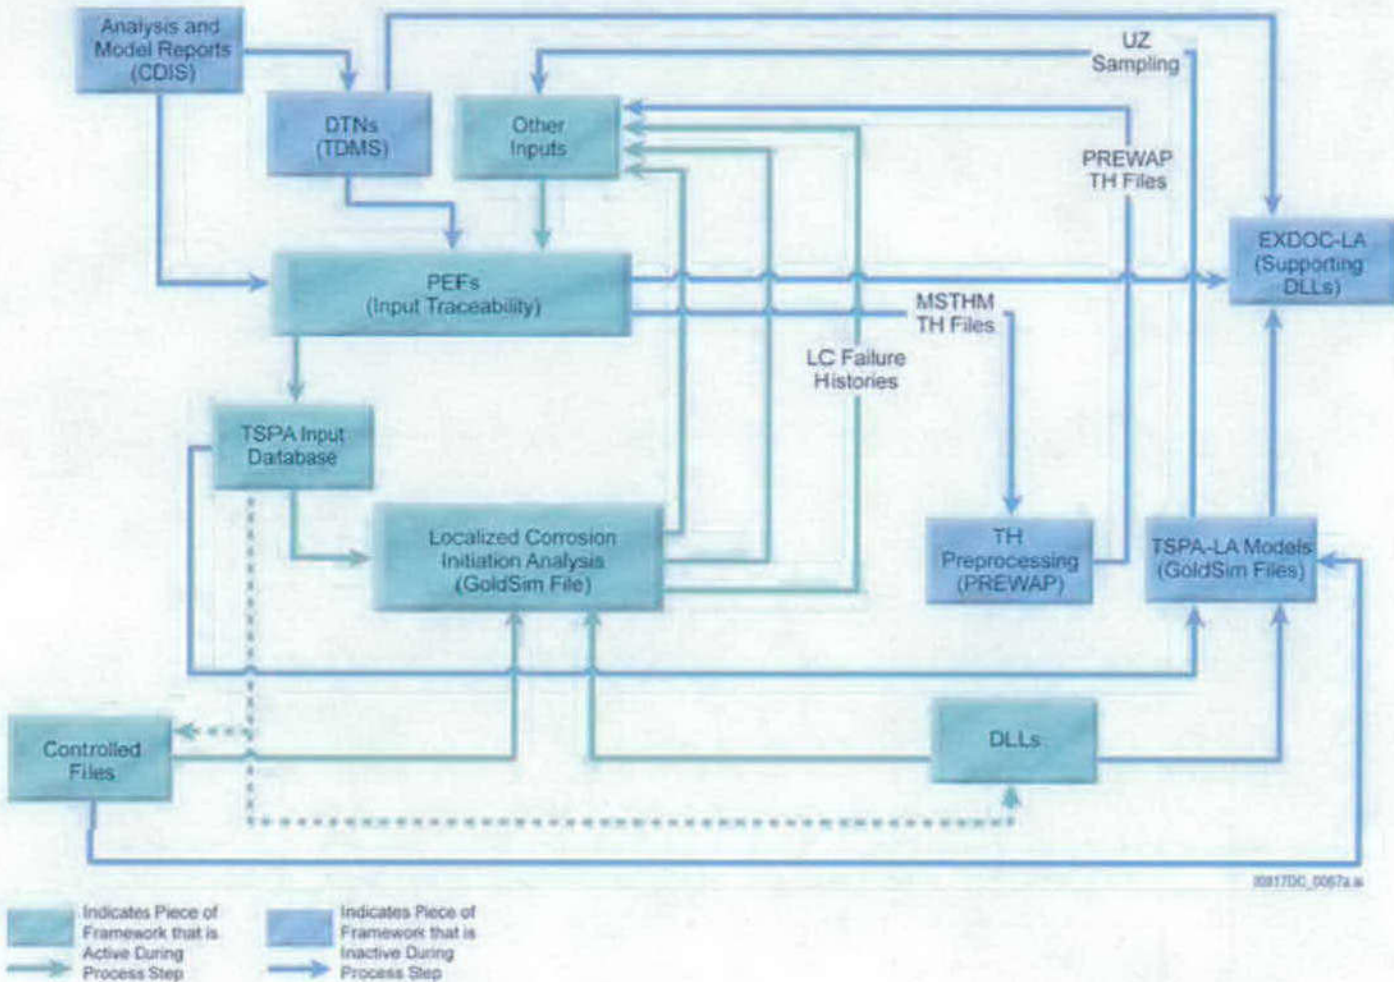 Analysis and
Model Reports
(CDIS)
DTNs
(TDMS)
Other
Inputs
UZ
Sampling
PREWAP
TH Files
EXDOC-LA
(Supporting
DLLs)
PEFs
(Input Traceability)
MSTHM
TH Files
LC Failure
Histories
TSPA Input
Database
Localized Corrosion
Initiation Analysis
(GoldSim File)
TH
Preprocessing
(PREWAP)
TSPA-LA Models
(GoldSim Files)
Controlled
Files
DLLs
Indicates Piece of
Framework that is
Active During
Process Step
Indicates Piece of
Framework that is
Inactive During
Process Step